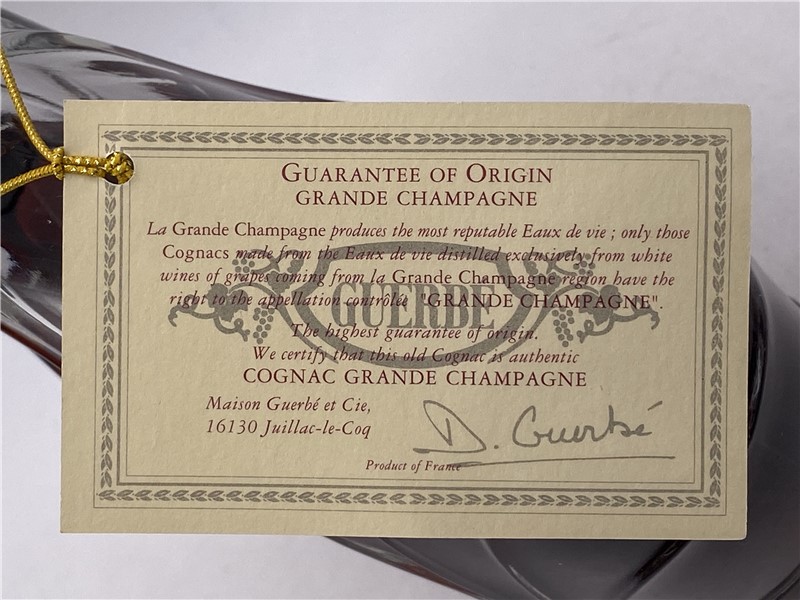 GUARANTEE OF ORIGIN
GRANDE CHAMPAGNE
La Grande Champagne produces the most reputable Eaux de vie ; only those
Cognacs made from the Eaux de vie distilled exclusively from white
wines of grapes coming from la Grande Champagne region have the
right to the appellation contrôlée "GRANDE CHAMPAGNE".
GUERBÉ
The highest guarantee of origin.
We certify that this old Cognac is authentic
COGNAC GRANDE CHAMPAGNE
Maison Guerbé et Cie,
16130 Juillac-le-Coq
D. Guerbé
Product of France